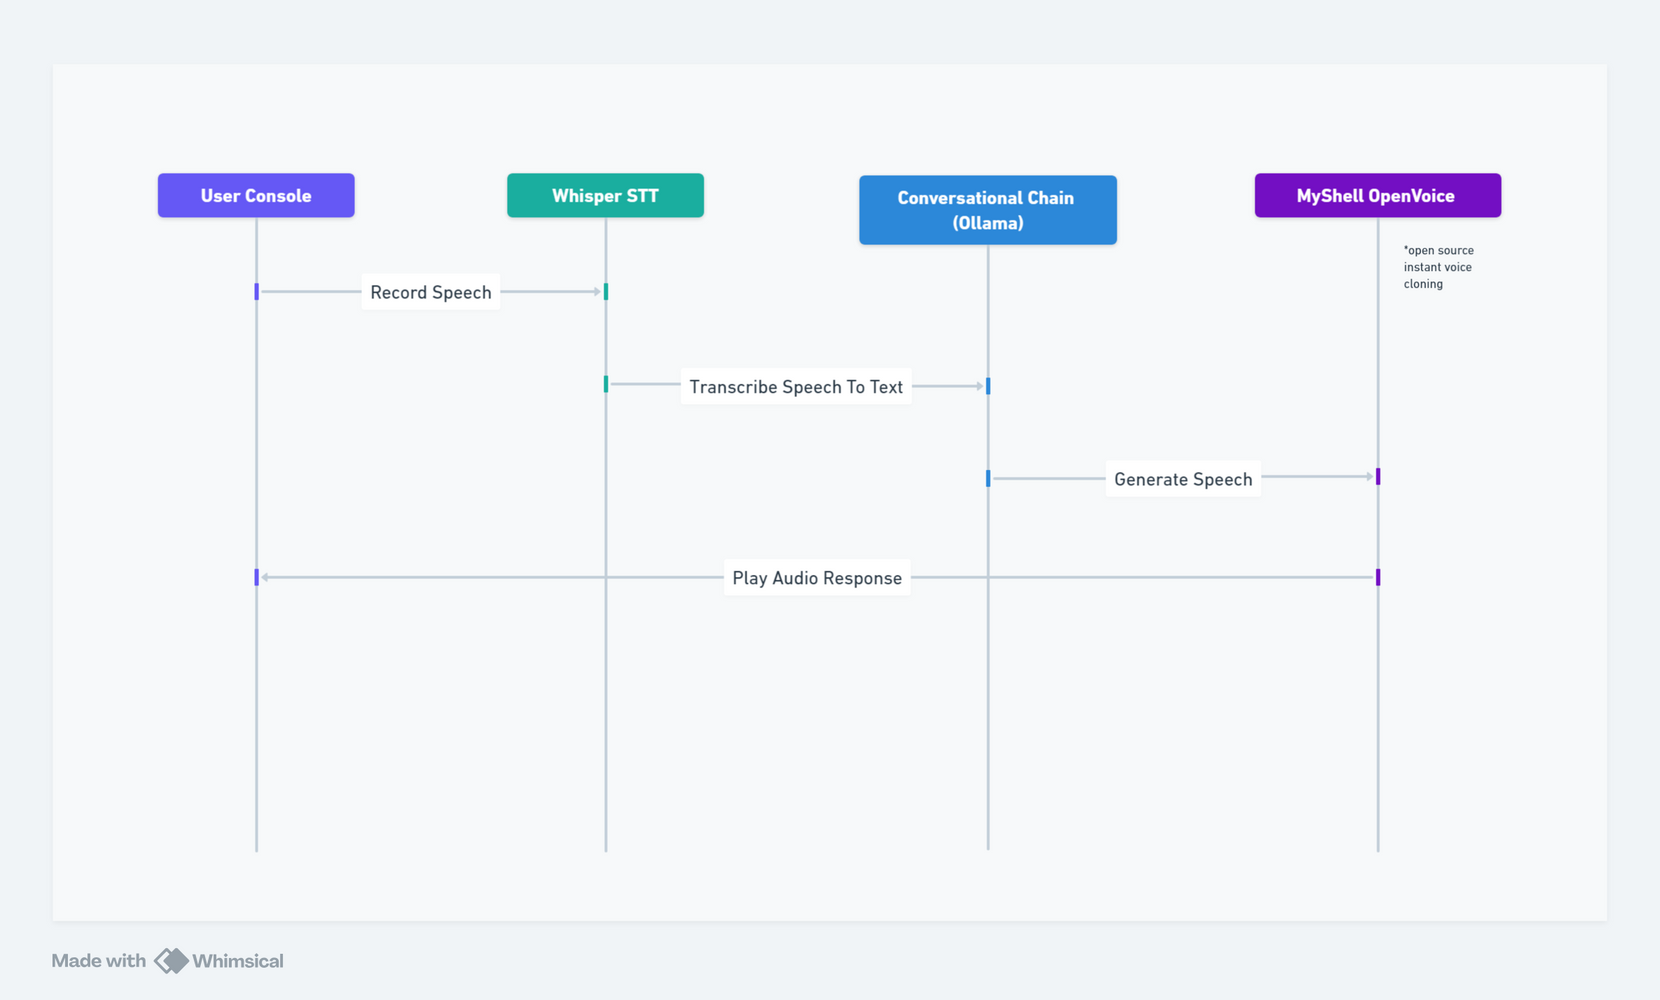 User Console
Whisper STT
Conversational Chain
(Ollama)
MyShell OpenVoice
*open source
instant voice
cloning
Record Speech
Transcribe Speech To Text
Generate Speech
Play Audio Response
Made with Whimsical